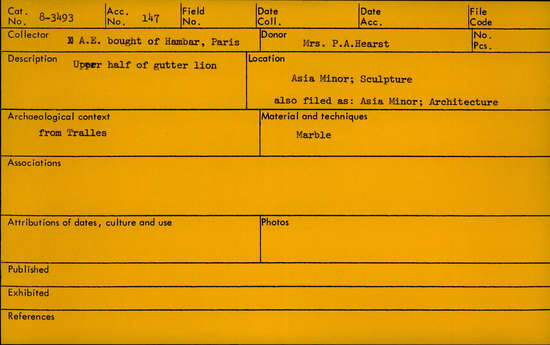 Cat. No. 8-3493 Acc. No. 147 Field No. Date Coll. Date Acc. File Code
Collector A.E. bought of Hambar, Paris Donor Mrs. P.A.Hearst No. Pcs.
Description Upper half of gutter lion Location
Asia Minor; Sculpture
also filed as: Asia Minor; Architecture
Archaeological context Material and techniques
from Tralles Marble
Associations
Attributions of dates, culture and use Photos
Published
Exhibited
References